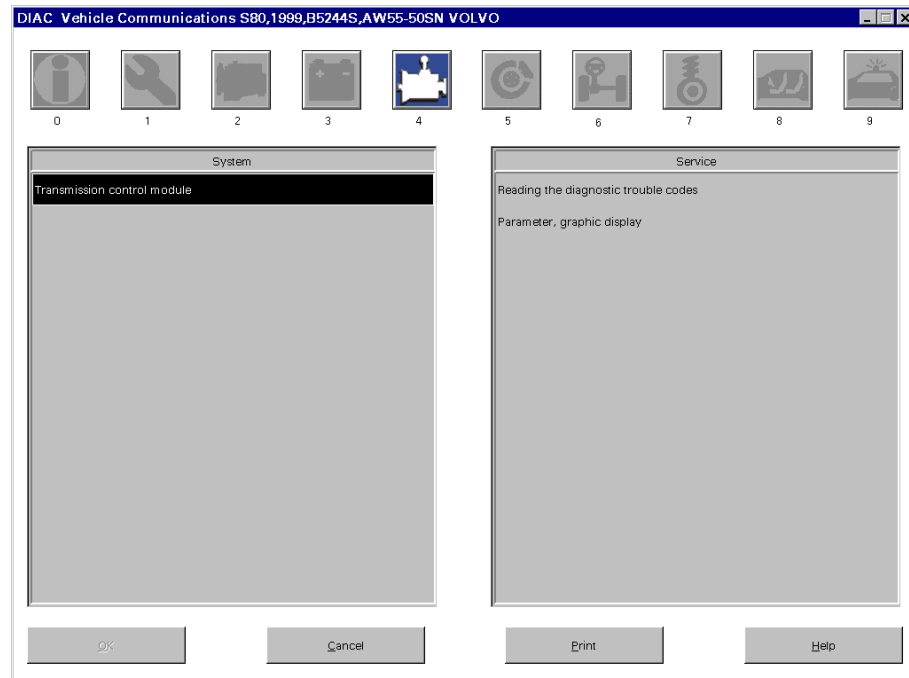 DIAC Vehicle Communications S80,1999,B5244S,AW55-50SN VOLVO
0 1 2 3 4 5 6 7 8 9
System
Transmission control module
Service
Reading the diagnostic trouble codes
Parameter, graphic display
OK
Cancel
Print
Help